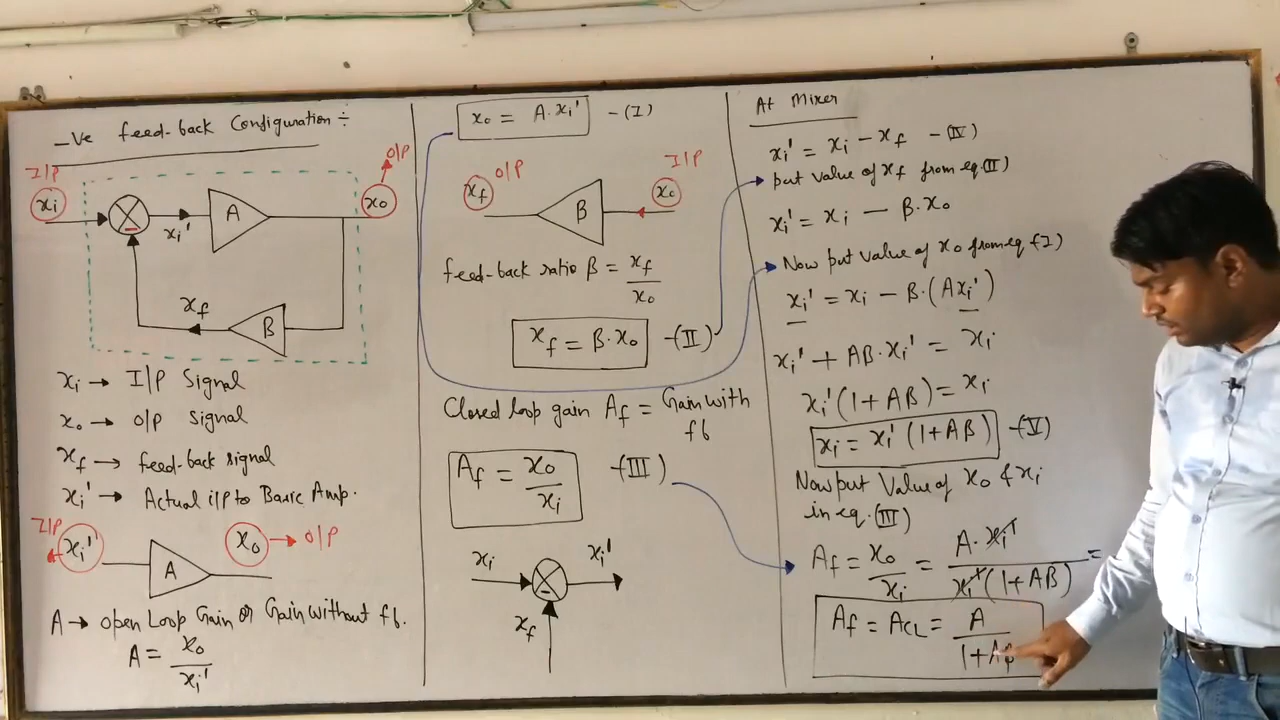 -Ve feed-back Configuration ÷
I/P
O/P
xi
xo
A
xi'
xf
β
xi → I/P Signal
xo → O/P Signal
xf → feed-back signal
xi' → Actual i/p to Basic Amp.
I/P
xi'
xo → O/P
A
A → open Loop Gain or Gain without fb.
A = xo / xi'
xo = A. xi' - (I)
O/P
I/P
xf
xo
β
feed-back ratio β = xf / xo
xf = β. xo - (II)
Closed loop gain Af = Gain with
fb
Af = xo / xi - (III)
xi
xi'
xf
At Mixer
xi' = xi - xf - (IV)
put value of xf from eq.(II)
xi' = xi - β. xo
Now put value of xo from eq (I)
xi' = xi - β. (Axi')
xi' + Aβ. xi' = xi
xi' (1 + Aβ) = xi
xi = xi' (1 + Aβ) - (V)
Now put Value of xo & xi
in eq. (III)
Af = xo / xi = A. xi' / xi' (1 + Aβ) =
Af = ACL = A / 1 + Aβ